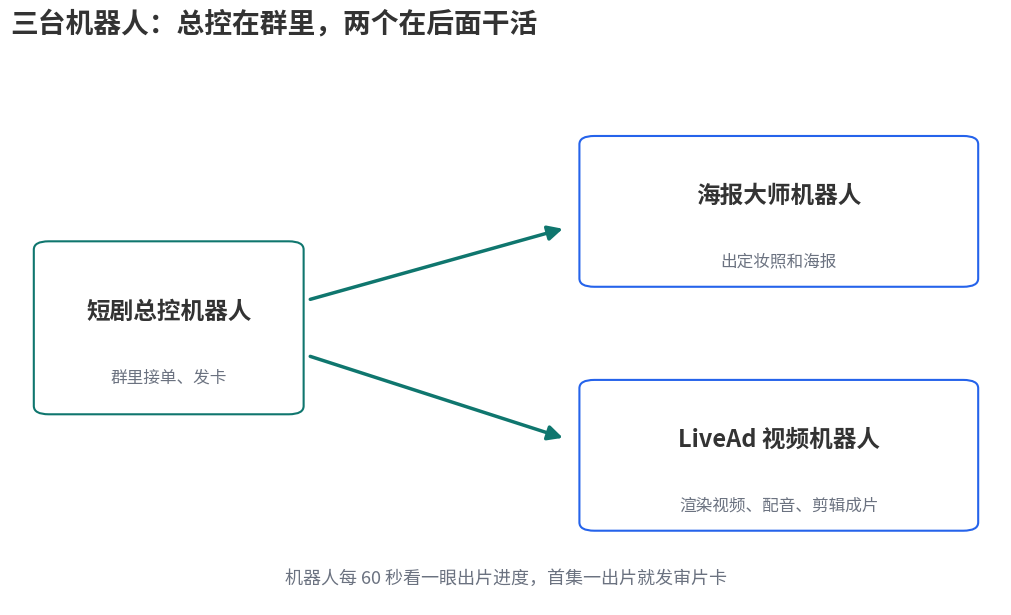 三台机器人：总控在群里，两个在后面干活
海报大师机器人
出定妆照和海报
短剧总控机器人
群里接单、发卡
LiveAd 视频机器人
渲染视频、配音、剪辑成片
机器人每 60 秒看一眼出片进度，首集一出片就发审片卡